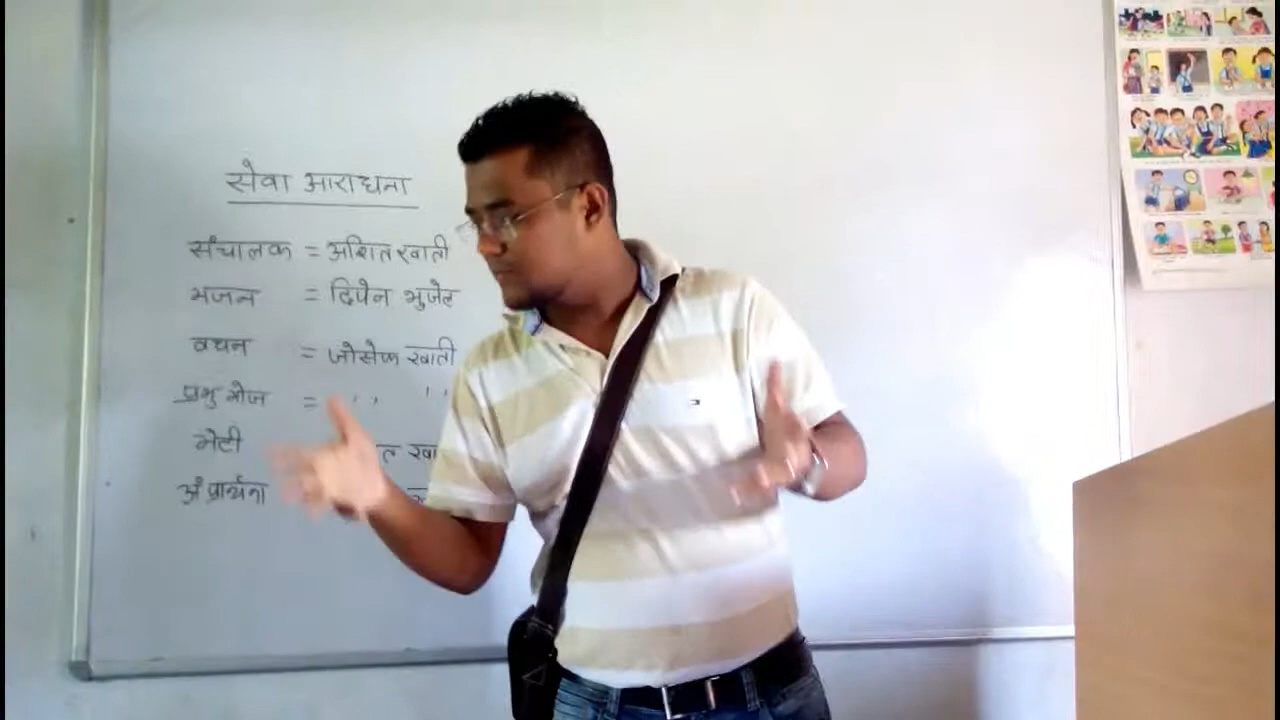 सेवा आराधना
संचालक = अशित खाती
भजन = दिपेन भुजेल
वचन = जोसेफ खाती
प्रभु भोज = ,, ,,
भेटी
अं प्रार्थना